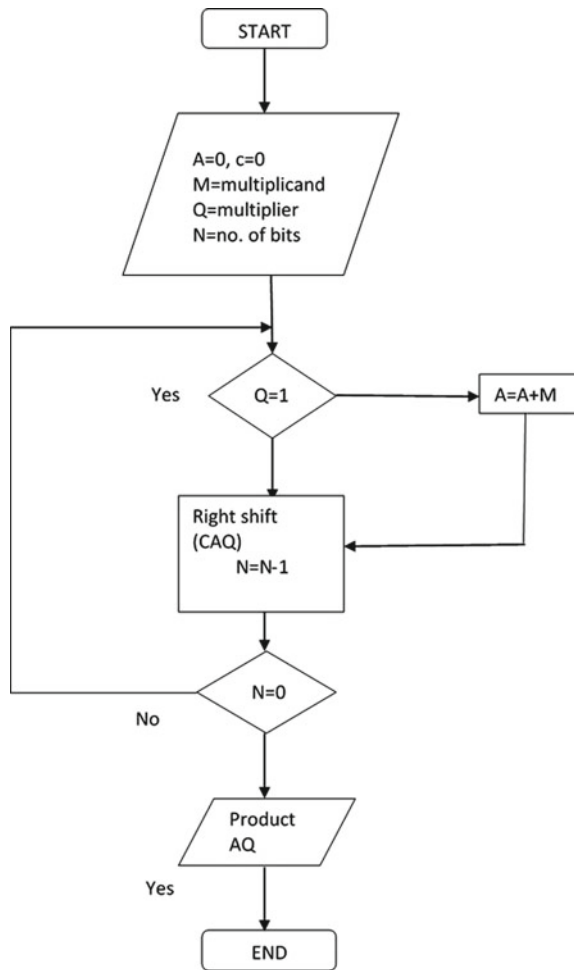 START
A=0, c=0
M=multiplicand
Q=multiplier
N=no. of bits
Yes
Q=1
A=A+M
Right shift
(CAQ)
N=N-1
N=0
No
Product
AQ
Yes
END